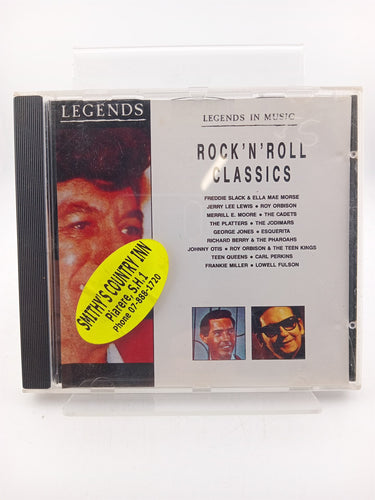 LEGENDS
LEGENDS IN MUSIC
ROCK'N'ROLL
CLASSICS
FREDDIE SLACK & ELLA MAE MORSE
JERRY LEE LEWIS • ROY ORBISON
MERRILL E. MOORE • THE CADETS
THE PLATTERS • THE JODIMARS
GEORGE JONES • ESQUERITA
RICHARD BERRY & THE PHAROAHS
JOHNNY OTIS • ROY ORBISON & THE TEEN KINGS
TEEN QUEENS • CARL PERKINS
FRANKIE MILLER • LOWELL FULSON
SMITHY'S COUNTRY INN
Piarere, S.H.1
Phone 07-888-1720